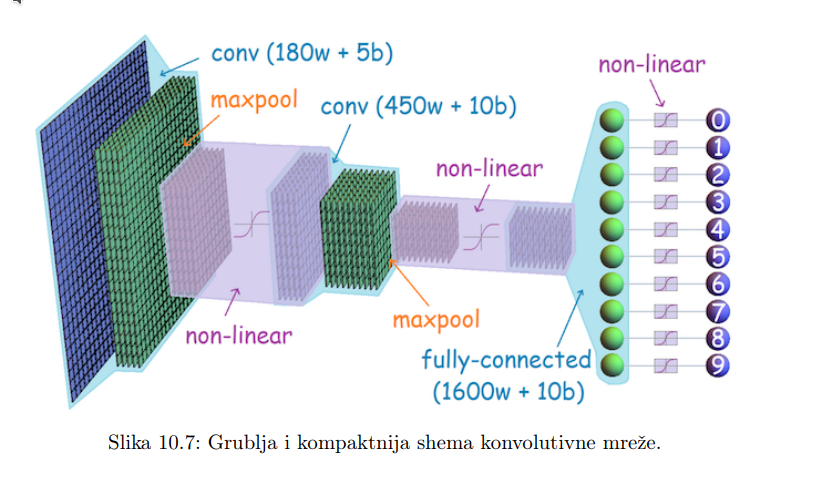 conv (180w + 5b)
maxpool
conv (450w + 10b)
non-linear
non-linear
non-linear
maxpool
fully-connected
(1600w + 10b)
0
1
2
3
4
5
6
7
8
9
Slika 10.7: Grublja i kompaktnija shema konvolutivne mreže.